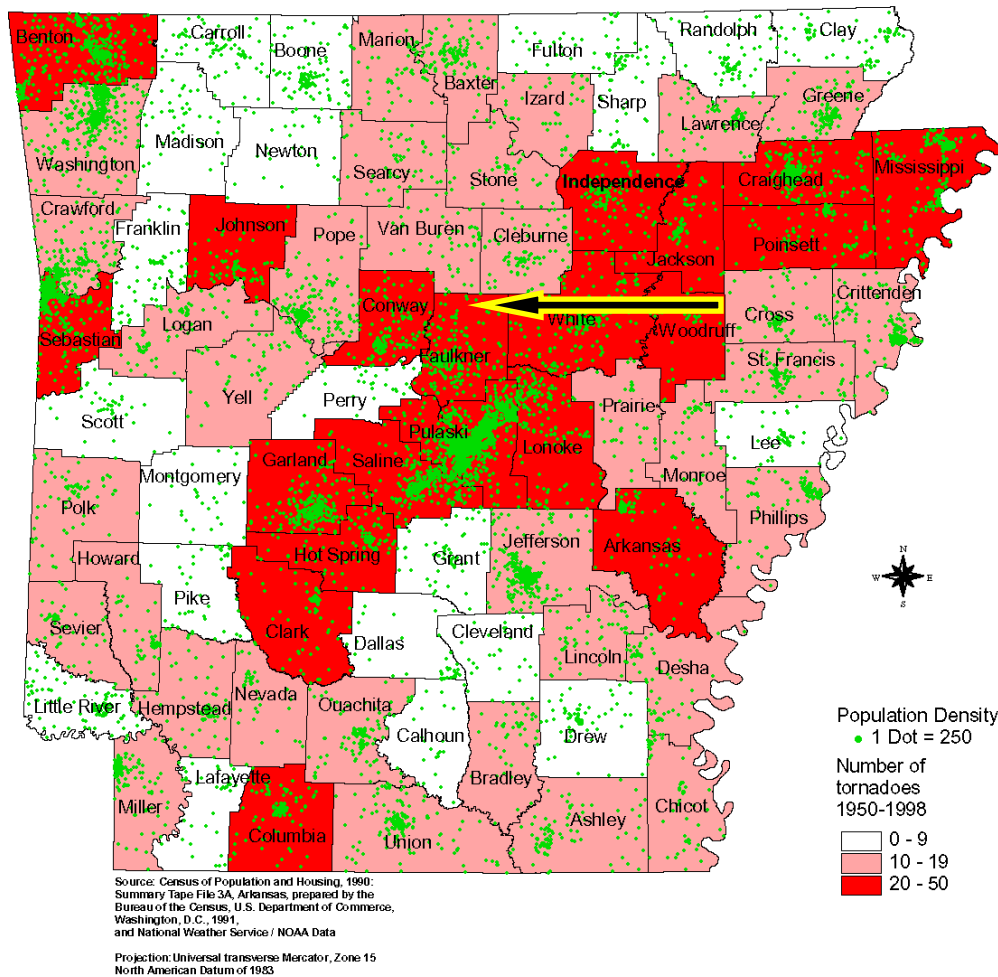 Benton
Carroll
Boone
Marion
Baxter
Fulton
Randolph
Clay
Izard
Sharp
Greene
Lawrence
Madison
Newton
Washington
Searcy
Stone
Independence
Craighead
Mississippi
Crawford
Franklin
Johnson
Pope
Van Buren
Cleburne
Jackson
Poinsett
Conway
White
Woodruff
Cross
Crittenden
Logan
Sebastian
Faulkner
St. Francis
Yell
Perry
Prairie
Scott
Pulaski
Lonoke
Lee
Garland
Saline
Montgomery
Monroe
Polk
Phillips
Howard
Hot Spring
Grant
Jefferson
Arkansas
Pike
Sevier
Clark
Dallas
Cleveland
Lincoln
Desha
Little River
Hempstead
Nevada
Ouachita
Calhoun
Drew
Bradley
Lafayette
Miller
Columbia
Union
Ashley
Chicot
N
W
E
S
Population Density
1 Dot = 250
Number of
tornadoes
1950-1998
0 - 9
10 - 19
20 - 50
Source: Census of Population and Housing, 1990:
Summary Tape File 3A, Arkansas, prepared by the
Bureau of the Census, U.S. Department of Commerce,
Washington, D.C., 1991,
and National Weather Service / NOAA Data
Projection: Universal transverse Mercator, Zone 15
North American Datum of 1983